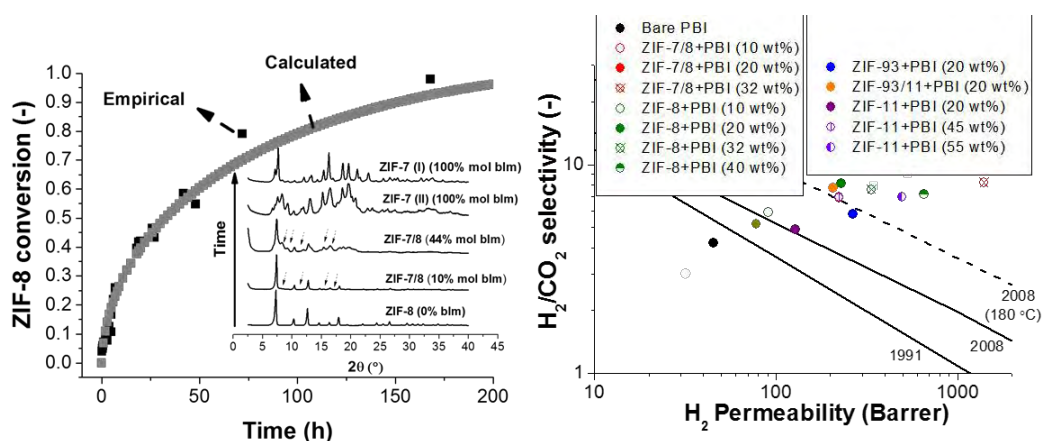 ZIF-8 conversion (-)
1.0
0.9
0.8
0.7
0.6
0.5
0.4
0.3
0.2
0.1
0.0
0
25
50
75
100
125
150
175
200
Time (h)
Empirical
Calculated
Time
ZIF-7 (I) (100% mol bIm)
ZIF-7 (II) (100% mol bIm)
ZIF-7/8 (44% mol bIm)
ZIF-7/8 (10% mol bIm)
ZIF-8 (0% bIm)
0 5 10 15 20 25 30 35 40 45
2θ (°)
Bare PBI
ZIF-7/8+PBI (10 wt%)
ZIF-7/8+PBI (20 wt%)
ZIF-7/8+PBI (32 wt%)
ZIF-8+PBI (10 wt%)
ZIF-8+PBI (20 wt%)
ZIF-8+PBI (32 wt%)
ZIF-8+PBI (40 wt%)
ZIF-93+PBI (20 wt%)
ZIF-93/11+PBI (20 wt%)
ZIF-11+PBI (20 wt%)
ZIF-11+PBI (45 wt%)
ZIF-11+PBI (55 wt%)
H2/CO2 selectivity (-)
10
1
2008
(180 °C)
2008
1991
10
100
1000
H2 Permeability (Barrer)